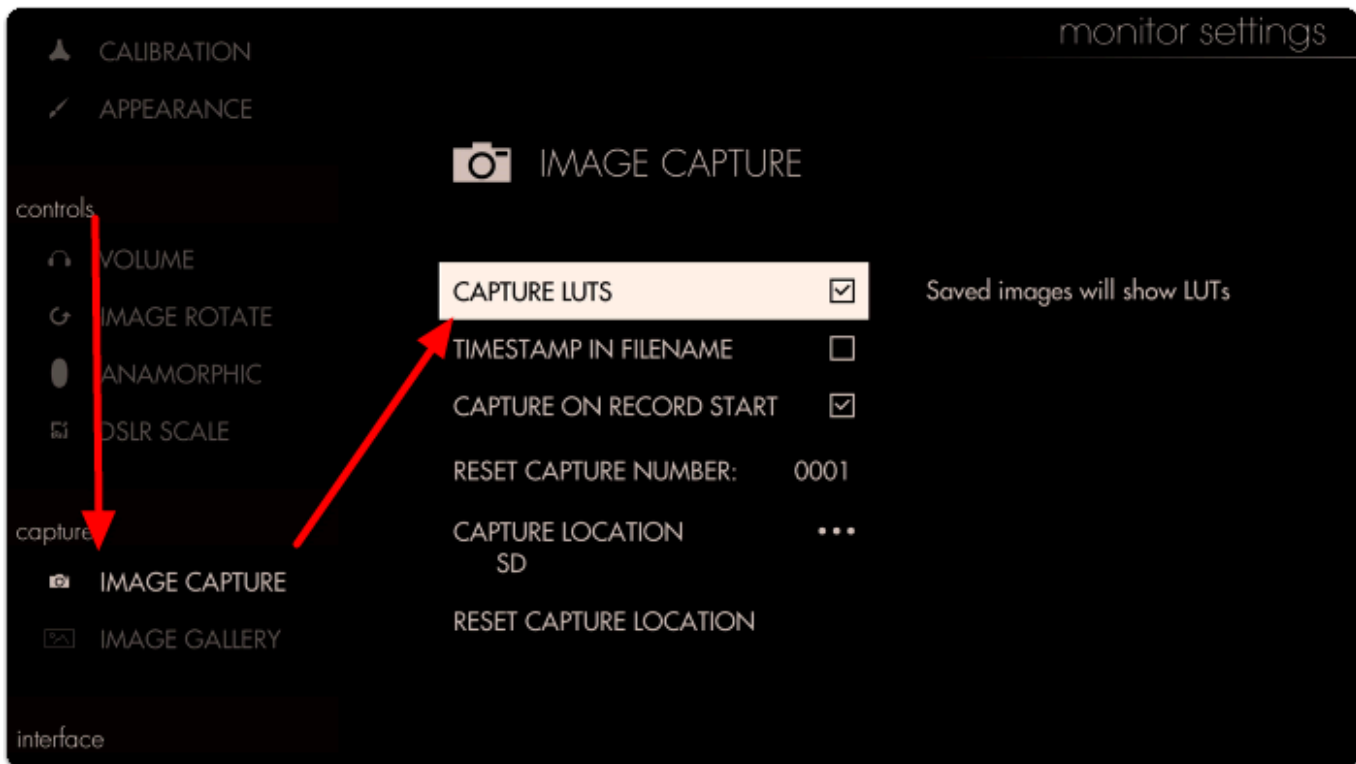 monitor settings
CALIBRATION
APPEARANCE
controls
VOLUME
IMAGE ROTATE
ANAMORPHIC
DSLR SCALE
capture
IMAGE CAPTURE
IMAGE GALLERY
interface
IMAGE CAPTURE
CAPTURE LUTS
Saved images will show LUTs
TIMESTAMP IN FILENAME
CAPTURE ON RECORD START
RESET CAPTURE NUMBER: 0001
CAPTURE LOCATION •••
SD
RESET CAPTURE LOCATION